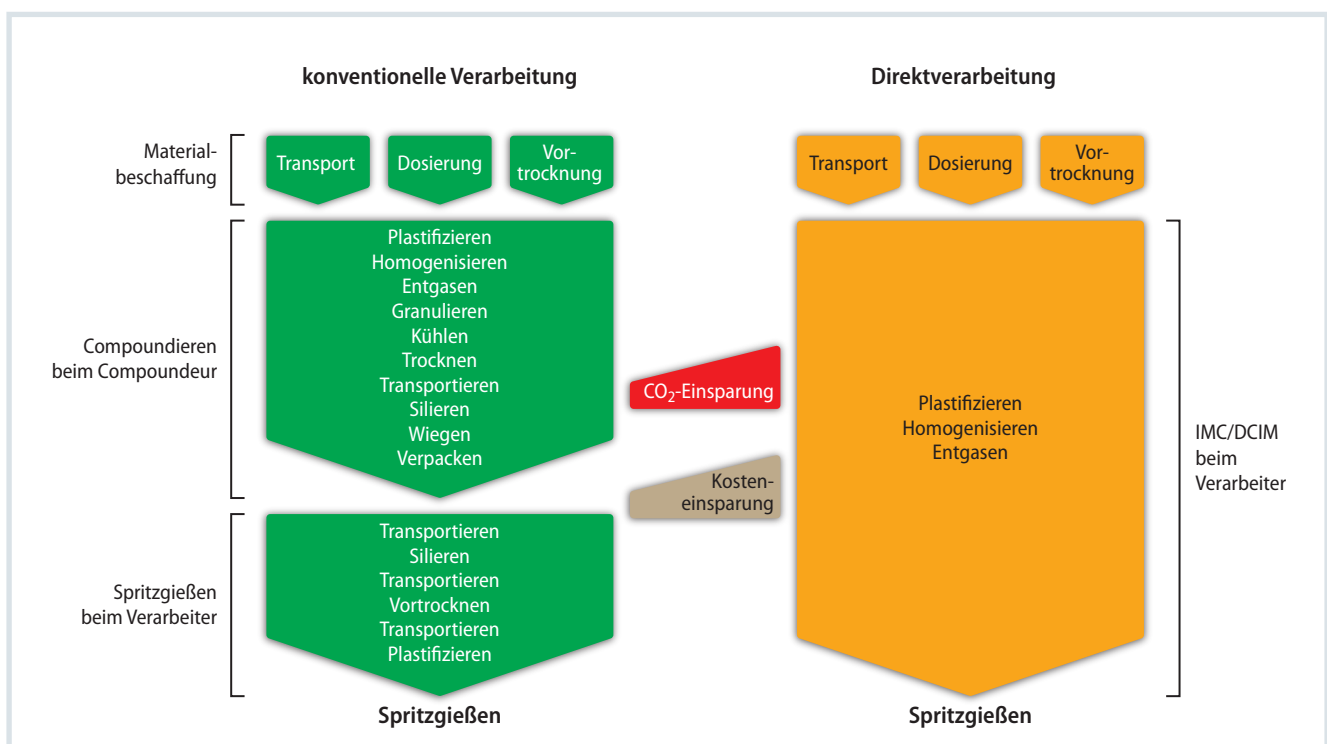 konventionelle Verarbeitung
Direktverarbeitung
Material-
beschaffung
Transport
Dosierung
Vor-
trocknung
Transport
Dosierung
Vor-
trocknung
Compoundieren
beim Compoundeur
Plastifizieren
Homogenisieren
Entgasen
Granulieren
Kühlen
Trocknen
Transportieren
Silieren
Wiegen
Verpacken
CO₂-Einsparung
Kosten-
einsparung
Plastifizieren
Homogenisieren
Entgasen
IMC/DCIM
beim
Verarbeiter
Spritzgießen
beim Verarbeiter
Transportieren
Silieren
Transportieren
Vortrocknen
Transportieren
Plastifizieren
Spritzgießen
Spritzgießen